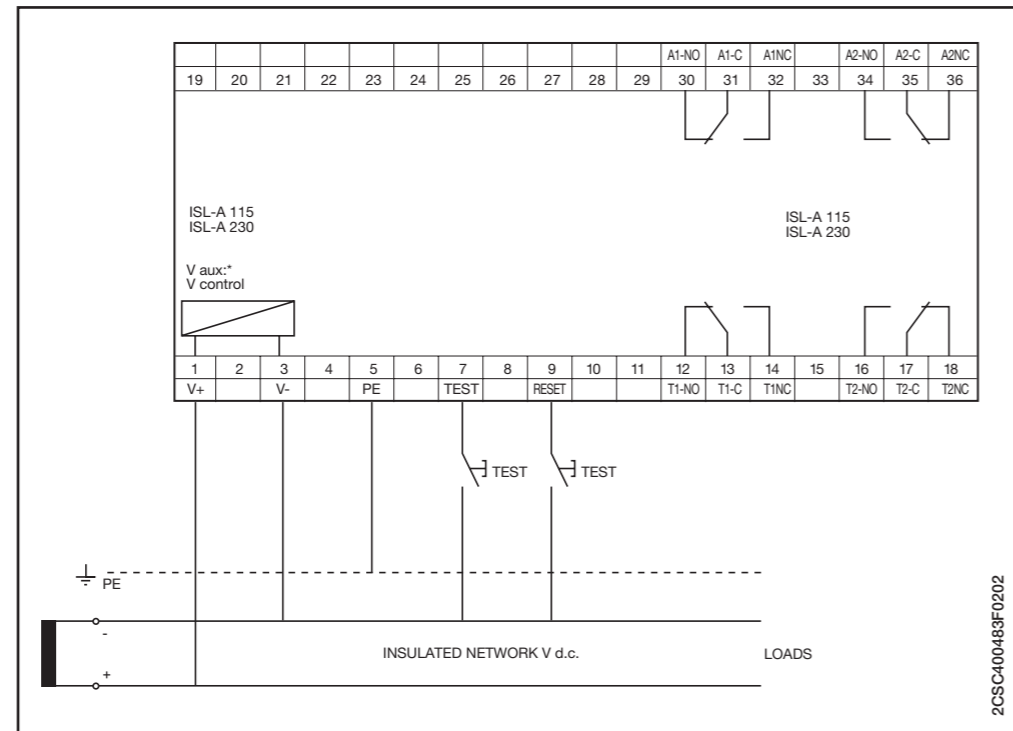 A1-NO A1-C A1NC A2-NO A2-C A2NC
19 20 21 22 23 24 25 26 27 28 29 30 31 32 33 34 35 36
ISL-A 115
ISL-A 230
ISL-A 115
ISL-A 230
V aux:*
V control
1 2 3 4 5 6 7 8 9 10 11 12 13 14 15 16 17 18
V+ V- PE TEST RESET T1-NO T1-C T1NC T2-NO T2-C T2NC
TEST TEST
PE
-
INSULATED NETWORK V d.c. LOADS
+
2CSC400483F0202